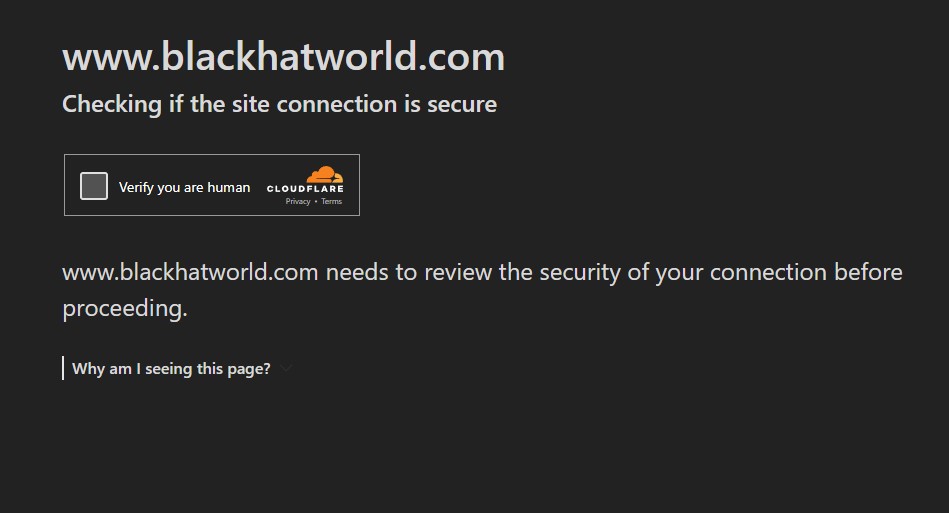 www.blackhatworld.com
Checking if the site connection is secure
Verify you are human
CLOUDFLARE
Privacy • Terms
www.blackhatworld.com needs to review the security of your connection before
proceeding.
Why am I seeing this page?